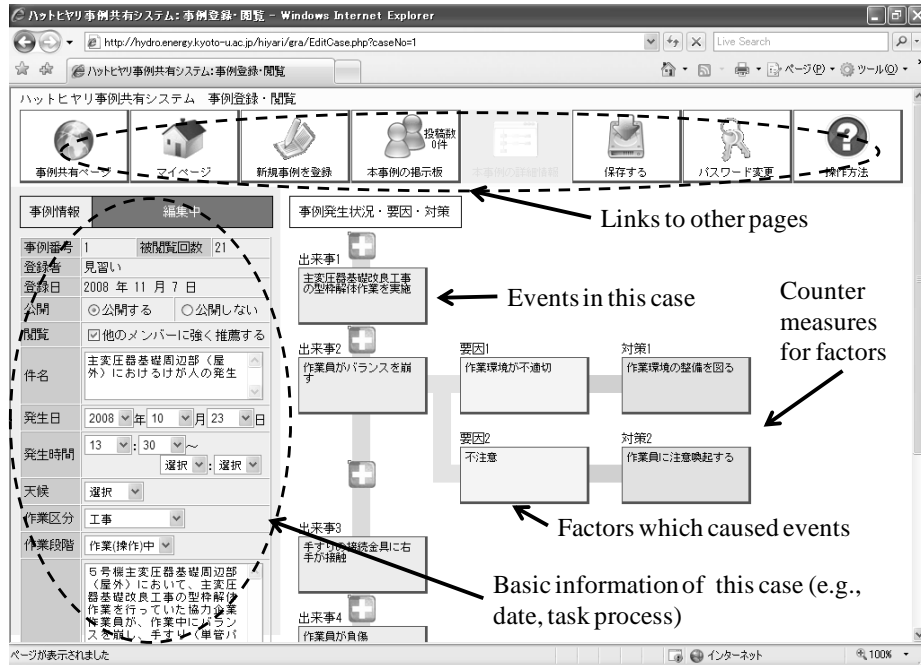 ハットヒヤリ事例共有システム: 事例登録・閲覧 - Windows Internet Explorer
http://hydro.energy.kyoto-u.ac.jp/hiyari/gra/EditCase.php?caseNo=1
Live Search
ハットヒヤリ事例共有システム:事例登録・閲覧
ページ(P)
ツール(O)
ハットヒヤリ事例共有システム 事例登録・閲覧
投稿数
0件
事例共有ページ
マイページ
新規事例を登録
本事例の掲示板
本事例の詳細情報
保存する
パスワード変更
操作方法
Links to other pages
事例情報
編集中
事例発生状況・要因・対策
事例番号 1 被閲覧回数 21
登録者 見習い
登録日 2008 年 11 月 7 日
公開 公開する 公開しない
閲覧 他のメンバーに強く推薦する
件名
主変圧器基礎周辺部（屋
外）におけるけが人の発生
発生日 2008 年 10 月 23 日
発生時間 13 : 30 ～
選択 : 選択
天候 選択
作業区分 工事
作業段階 作業(操作)中
５号機主変圧器基礎周辺部
（屋外）において、主変圧
器基礎改良工事の型枠解体
作業を行っていた協力企業
作業員が、作業中にバラン
スを崩し、手すり（単管パ
出来事1
主変圧器基礎改良工事
の型枠解体作業を実施
Events in this case
Counter
measures
for factors
出来事2
作業員がバランスを崩
す
要因1
作業環境が不適切
対策1
作業環境の整備を図る
要因2
不注意
対策2
作業員に注意喚起する
Factors which caused events
出来事3
手すりの接続金具に右
手が接触
Basic information of this case (e.g.,
date, task process)
出来事4
作業員が負傷
ページが表示されました
インターネット
100%